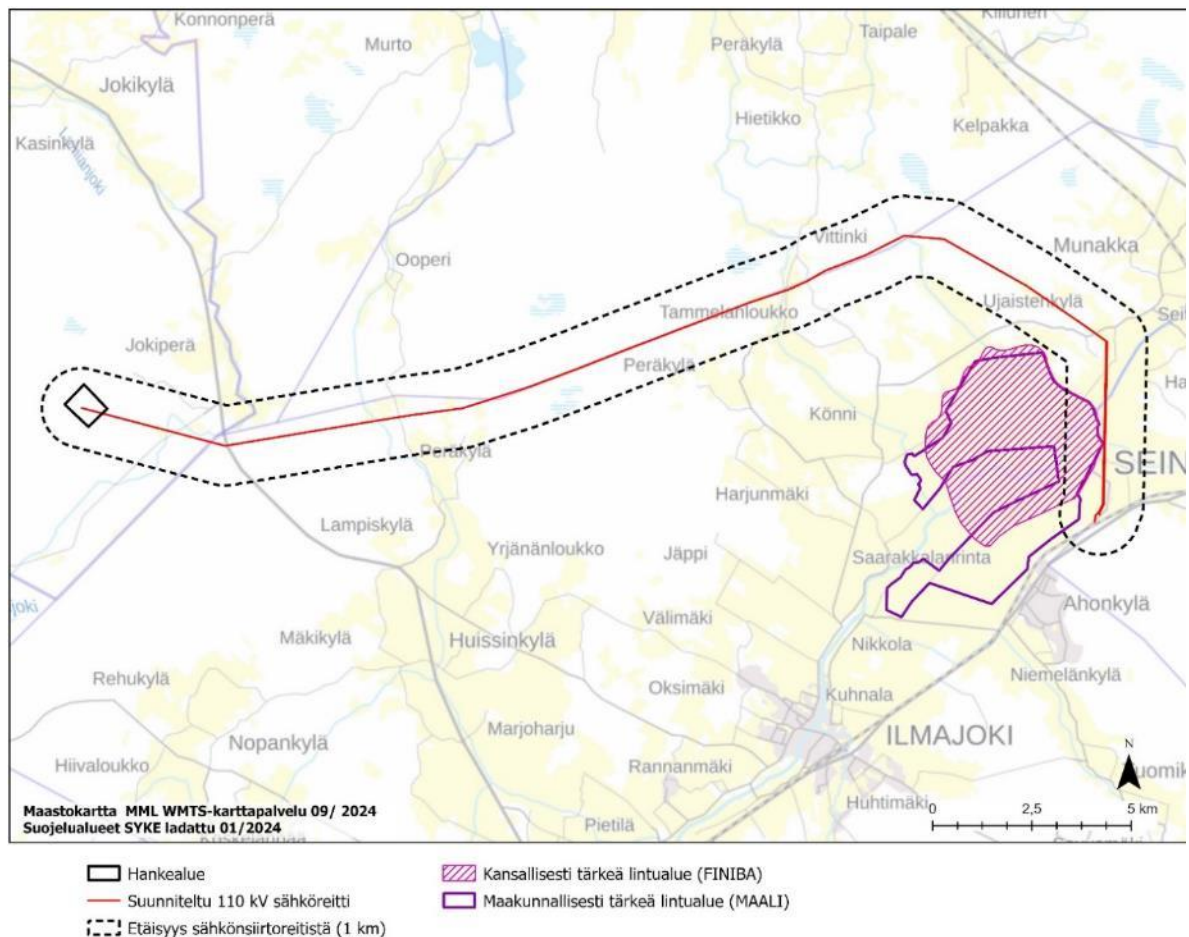 Konnonperä
Murto
Peräkylä
Taipale
Jokikylä
Hietikko
Kelpakka
Kasinkylä
Ooperi
Vittinki
Munakka
Tammelanloukko
Ujaistenkylä
Jokiperä
Peräkylä
Könni
Peräkylä
SEIN
Harjunmäki
Lampiskylä
Yrjänänloukko
Jäppi
Saarakkalanrinta
joki
Ahonkylä
Välimäki
Mäkikylä
Huissinkylä
Nikkola
Rehukylä
Oksimäki
Niemelänkylä
Kuhnala
Marjoharju
Nopankylä
ILMAJOKI
Hiivaloukko
Rannanmäki
N
Huhtimäki
Pietilä
0 2,5 5 km
Maastokartta MML WMTS-karttapalvelu 09/ 2024
Suojelualueet SYKE ladattu 01/2024
Hankealue
Suunniteltu 110 kV sähköreitti
Etäisyys sähkönsiirtoreitistä (1 km)
Kansallisesti tärkeä lintualue (FINIBA)
Maakunnallisesti tärkeä lintualue (MAALI)